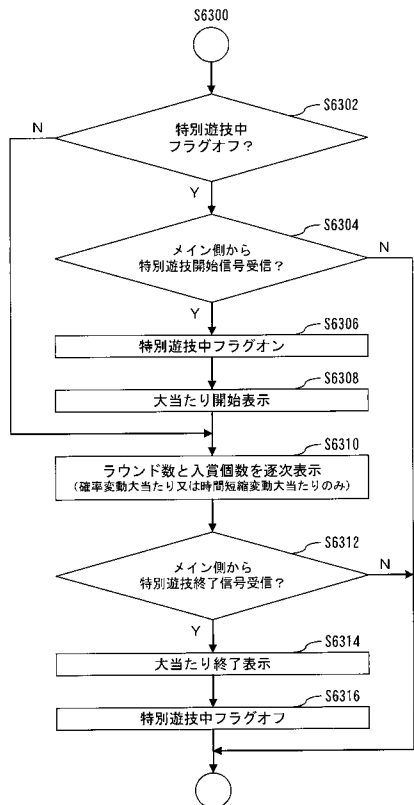 S6300
S6302
N
特別遊技中
フラグオフ？
Y
S6304
メイン側から
特別遊技開始信号受信？
N
Y
S6306
特別遊技中フラグオン
S6308
大当たり開始表示
S6310
ラウンド数と入賞個数を逐次表示
（確率変動大当たり又は時間短縮変動大当たりのみ）
S6312
メイン側から
特別遊技終了信号受信？
N
Y
S6314
大当たり終了表示
S6316
特別遊技中フラグオフ